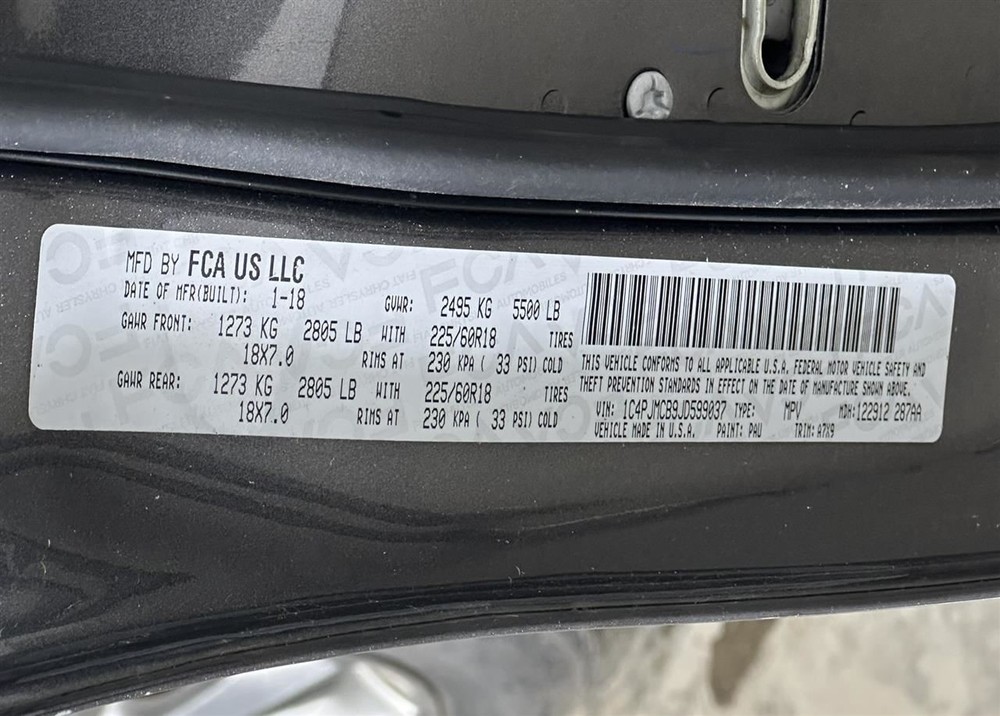 MFD BY FCA US LLC
DATE OF MFR(BUILT): 1-18 GVWR: 2495 KG 5500 LB
GAWR FRONT: 1273 KG 2805 LB WITH 225/60R18 TIRES
18X7.0 RIMS AT 230 KPA ( 33 PSI) COLD
GAWR REAR: 1273 KG 2805 LB WITH 225/60R18 TIRES
18X7.0 RIMS AT 230 KPA ( 33 PSI) COLD
THIS VEHICLE CONFORMS TO ALL APPLICABLE U.S.A. FEDERAL MOTOR VEHICLE SAFETY AND
THEFT PREVENTION STANDARDS IN EFFECT ON THE DATE OF MANUFACTURE SHOWN ABOVE.
VIN: 1C4PJMCB9JD599037 TYPE: MPV MDH: 122912 287AA
VEHICLE MADE IN U.S.A. PAINT: PAU TRIM: A7X9